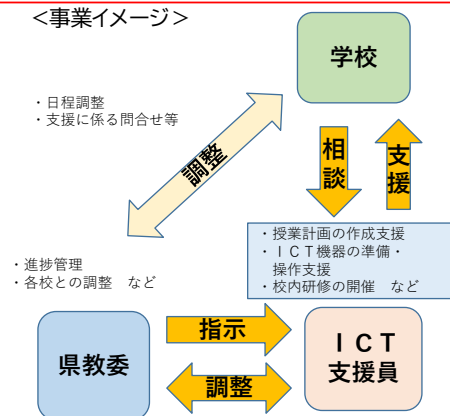 ＜事業イメージ＞
学校
・日程調整
・支援に係る問合せ等
調整
相談
支援
・授業計画の作成支援
・ＩＣＴ機器の準備・
操作支援
・校内研修の開催　など
・進捗管理
・各校との調整　など
県教委
指示
調整
ＩＣＴ
支援員